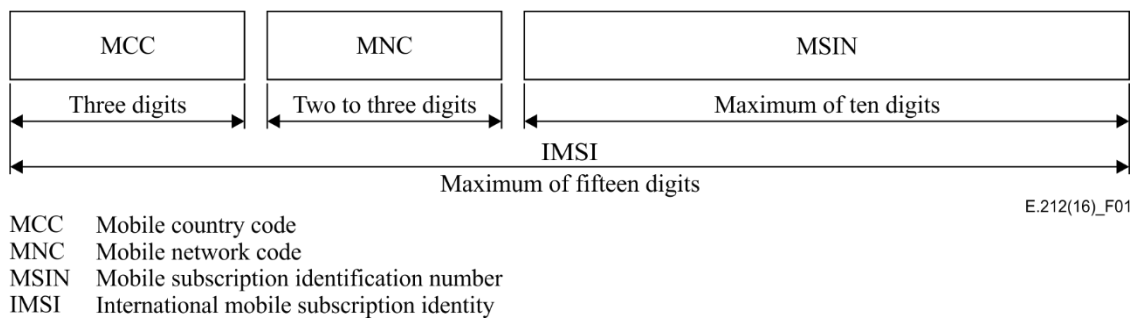 MCC MNC MSIN
Three digits Two to three digits Maximum of ten digits
IMSI
Maximum of fifteen digits
E.212(16)_F01
MCC Mobile country code
MNC Mobile network code
MSIN Mobile subscription identification number
IMSI International mobile subscription identity